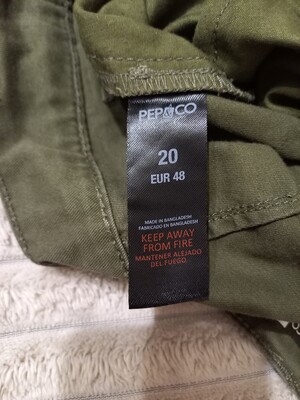 PEP&CO
20
EUR 48
MADE IN BANGLADESH
FABRICADO EN BANGLADESH
KEEP AWAY
FROM FIRE
MANTENER ALEJADO
DEL FUEGO